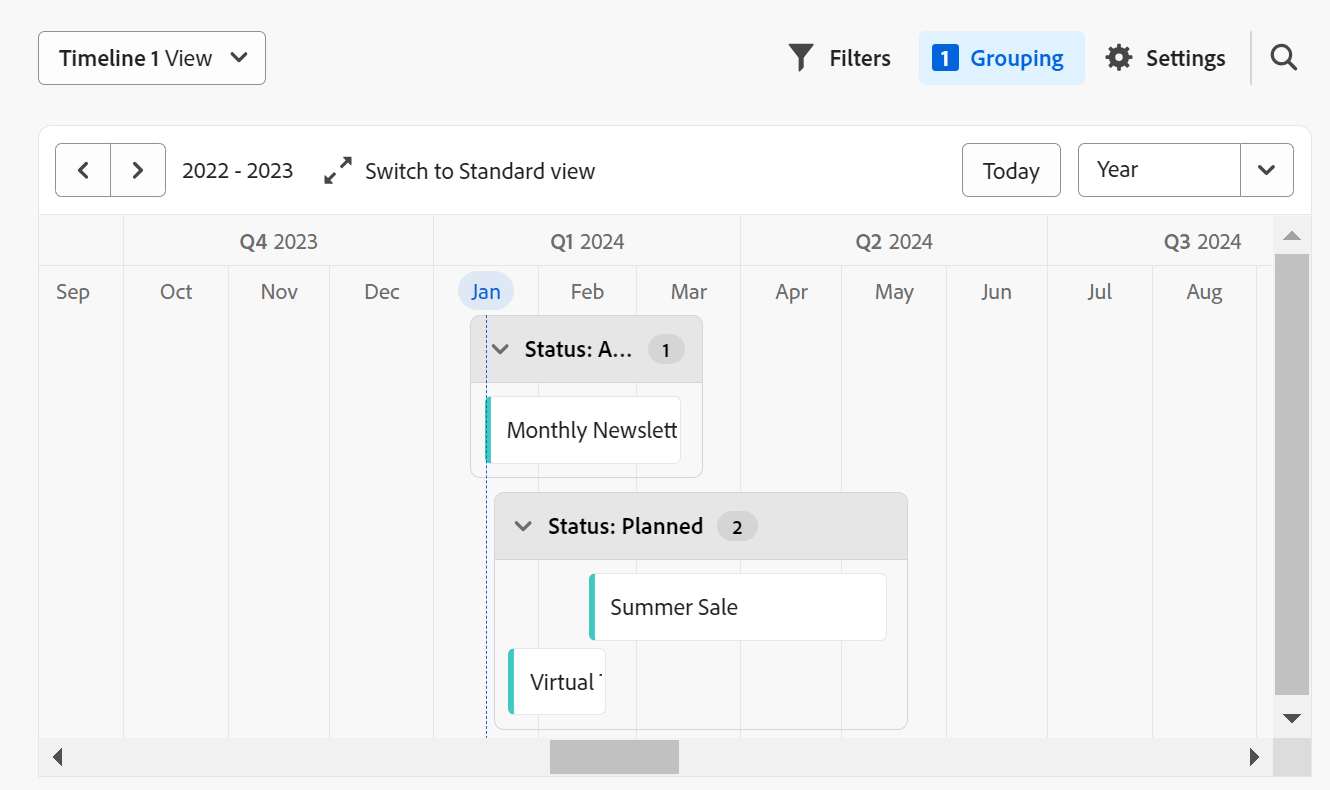 Timeline 1 View
Filters
1 Grouping
Settings
2022 - 2023
Switch to Standard view
Today
Year
Q4 2023 Q1 2024 Q2 2024 Q3 2024
Sep Oct Nov Dec Jan Feb Mar Apr May Jun Jul Aug
Status: A... 1
Monthly Newslett
Status: Planned 2
Summer Sale
Virtual